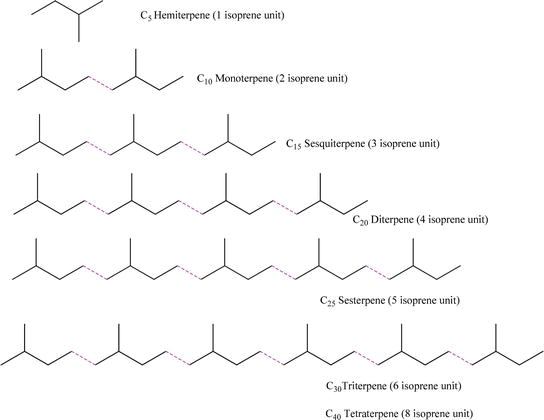 C5 Hemiterpene (1 isoprene unit)
C10 Monoterpene (2 isoprene unit)
C15 Sesquiterpene (3 isoprene unit)
C20 Diterpene (4 isoprene unit)
C25 Sesterpene (5 isoprene unit)
C30Triterpene (6 isoprene unit)
C40 Tetraterpene (8 isoprene unit)